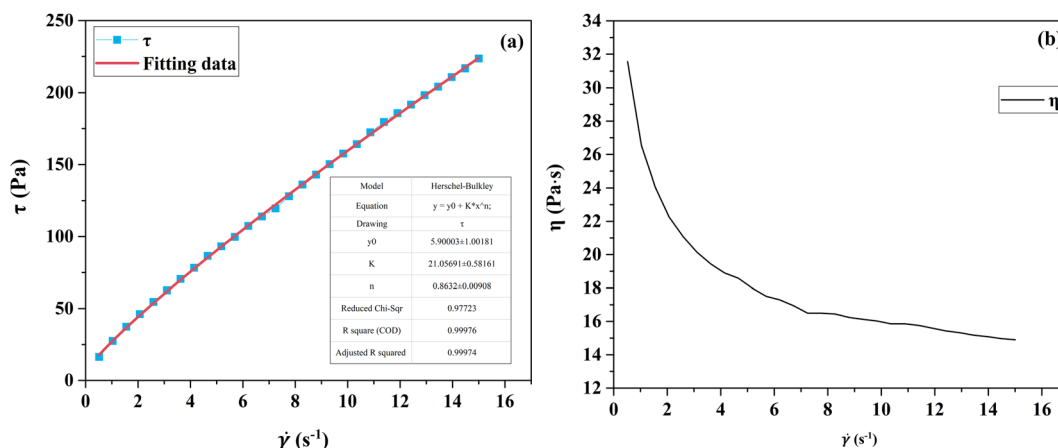 (a)
τ
Fitting data
250
200
150
100
50
0
τ (Pa)
Model Herschel-Bulkley
Equation y = y0 + K*x^n;
Drawing τ
y0 5.90003±1.00181
K 21.05691±0.58161
n 0.8632±0.00908
Reduced Chi-Sqr 0.97723
R square (COD) 0.99976
Adjusted R squared 0.99974
0 2 4 6 8 10 12 14 16
γ̇ (s⁻¹)
(b)
η
34
32
30
28
26
24
22
20
18
16
14
12
η (Pa·s)
0 2 4 6 8 10 12 14 16
γ̇ (s⁻¹)